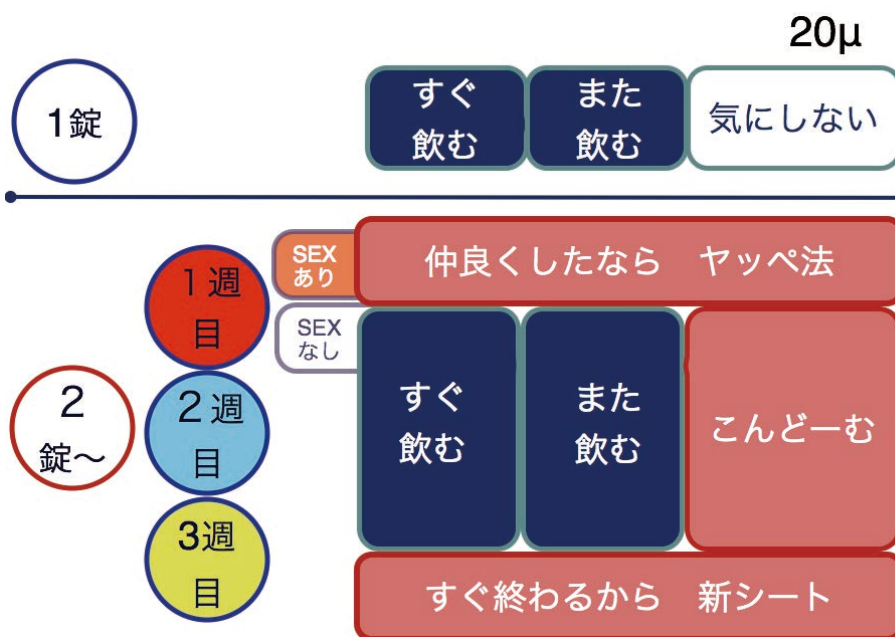 20μ
1錠
すぐ
飲む
また
飲む
気にしない
SEX
あり
仲良くしたなら　ヤッペ法
1週
目
SEX
なし
2
錠〜
2週
目
すぐ
飲む
また
飲む
こんどーむ
3週
目
すぐ終わるから　新シート